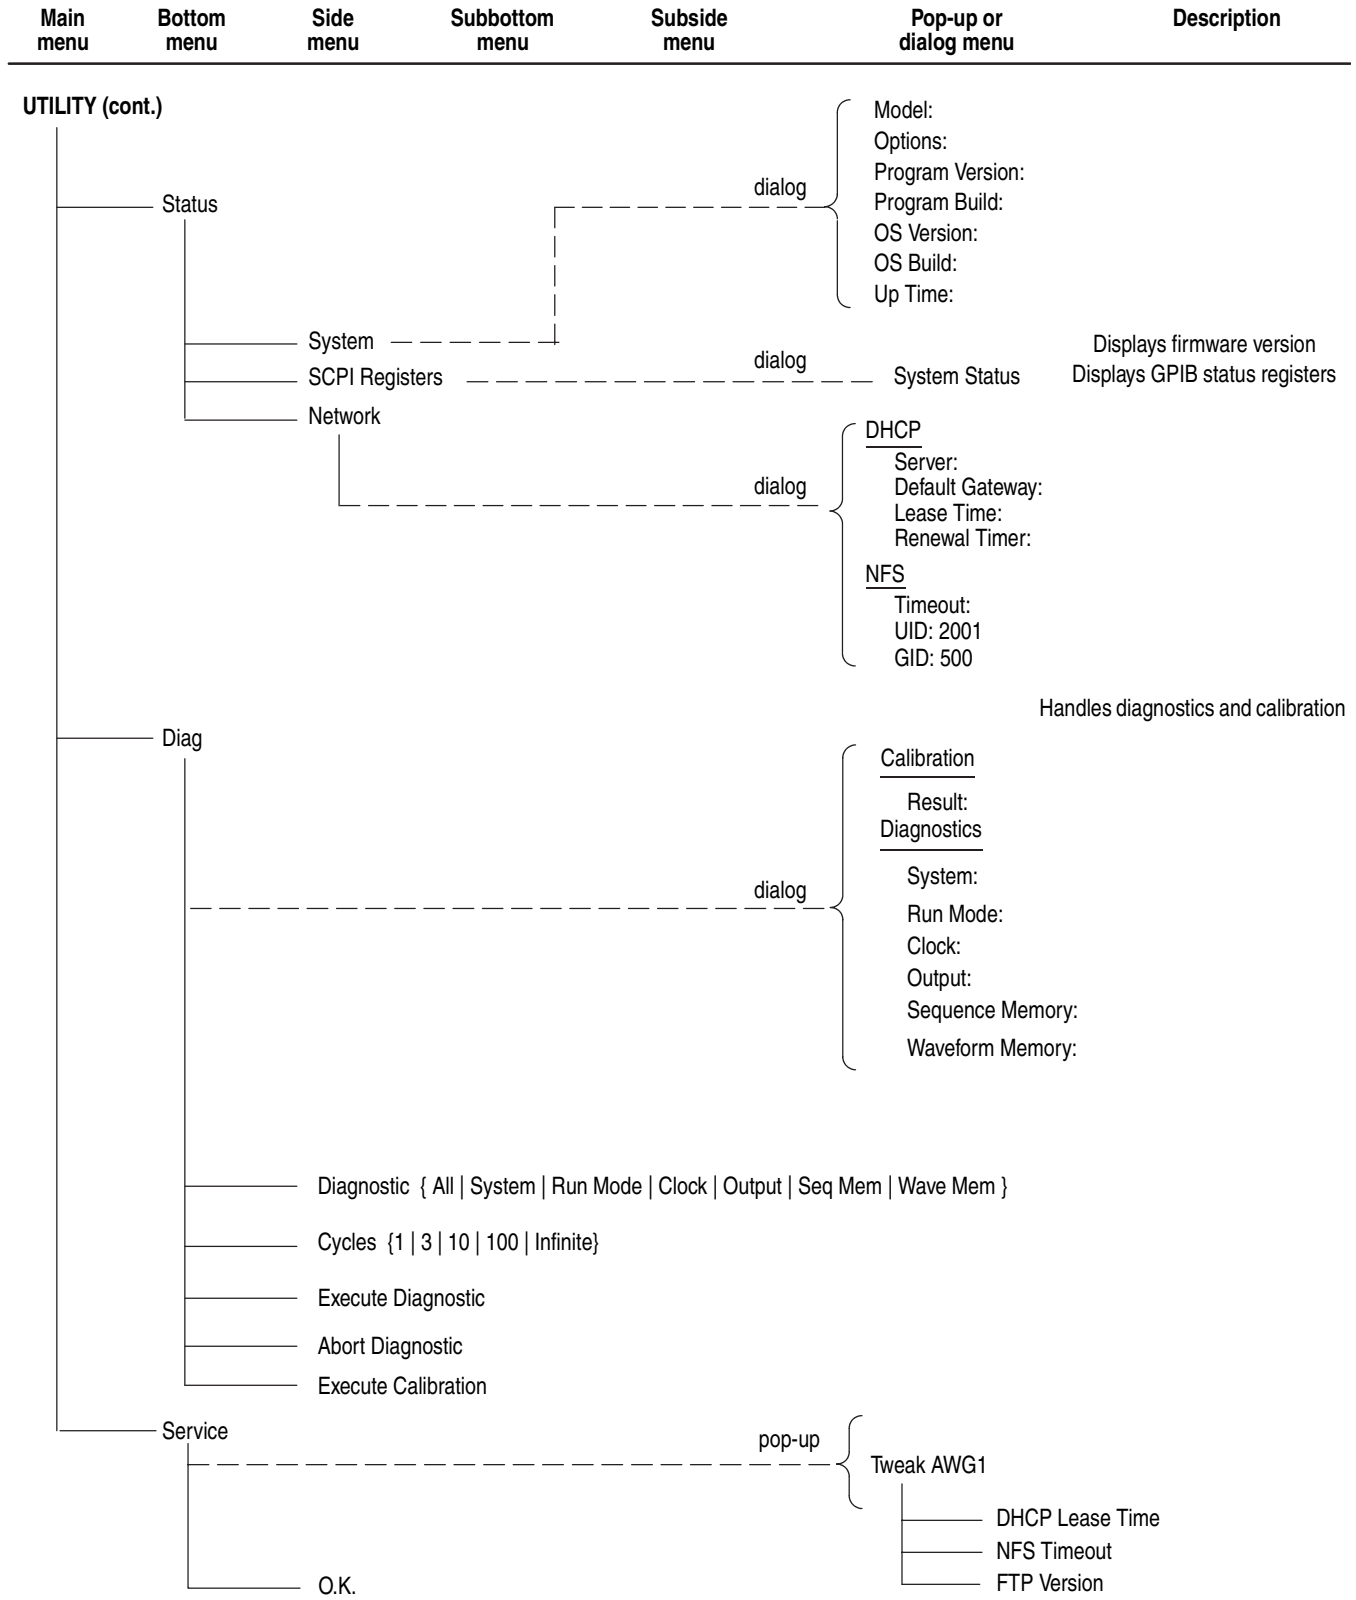 Main menu
Bottom menu
Side menu
Subbottom menu
Subside menu
Pop-up or dialog menu
Description
UTILITY (cont.)
Status
dialog
Model:
Options:
Program Version:
Program Build:
OS Version:
OS Build:
Up Time:
System
Displays firmware version
SCPI Registers
dialog
System Status
Displays GPIB status registers
Network
dialog
DHCP
Server:
Default Gateway:
Lease Time:
Renewal Timer:
NFS
Timeout:
UID: 2001
GID: 500
Handles diagnostics and calibration
Diag
dialog
Calibration
Result:
Diagnostics
System:
Run Mode:
Clock:
Output:
Sequence Memory:
Waveform Memory:
Diagnostic { All | System | Run Mode | Clock | Output | Seq Mem | Wave Mem }
Cycles {1 | 3 | 10 | 100 | Infinite}
Execute Diagnostic
Abort Diagnostic
Execute Calibration
Service
pop-up
Tweak AWG1
DHCP Lease Time
NFS Timeout
FTP Version
O.K.